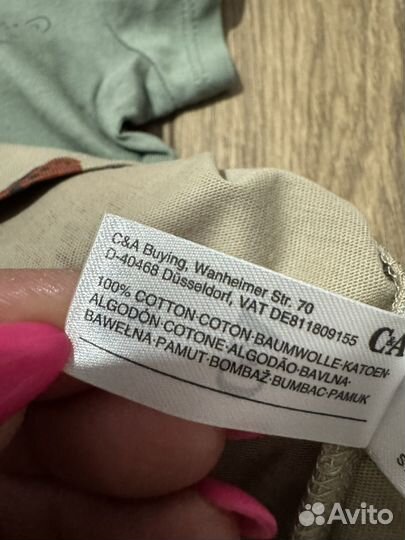 C&A Buying, Wanheimer Str. 70
D-40468 Düsseldorf, VAT DE811809155
100% COTTON·COTON·BAUMWOLLE·KATOEN·
ALGODÓN·COTONE·ALGODÃO·BAVLNA·
BAWEŁNA·PAMUT·BOMBAŽ·BUMBAC·PAMUK
C&A
Avito